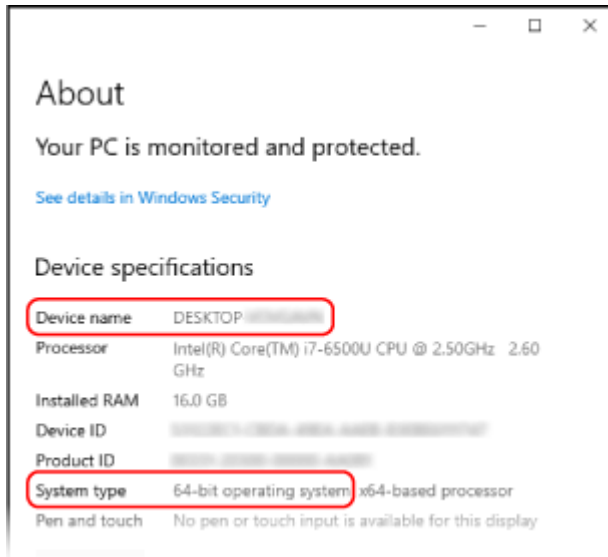 About
Your PC is monitored and protected.
See details in Windows Security
Device specifications
Device name DESKTOP
Processor Intel(R) Core(TM) i7-6500U CPU @ 2.50GHz 2.60
GHz
Installed RAM 16.0 GB
Device ID
Product ID
System type 64-bit operating system, x64-based processor
Pen and touch No pen or touch input is available for this display